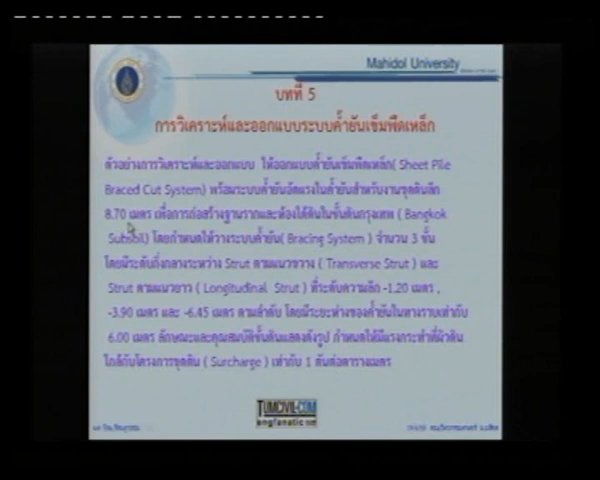 Mahidol University
บทที่ 5
การวิเคราะห์และออกแบบระบบค้ำยันเข็มพืดเหล็ก
ตัวอย่างการวิเคราะห์และออกแบบ ให้ออกแบบค้ำยันเข็มพืดเหล็ก( Sheet Pile
Braced Cut System) พร้อมระบบค้ำยันอัดแรงในค้ำยันสำหรับงานขุดดินลึก
8.70 เมตร เพื่อการก่อสร้างฐานรากและห้องใต้ดินในชั้นดินกรุงเทพ ( Bangkok
Subsoil) โดยกำหนดให้วางระบบค้ำยัน( Bracing System ) จำนวน 3 ชั้น
โดยมีระดับกึ่งกลางระหว่าง Strut ตามแนวขวาง ( Transverse Strut ) และ
Strut ตามแนวยาว ( Longitudinal Strut ) ที่ระดับความลึก -1.20 เมตร ,
-3.90 เมตร และ -6.45 เมตร ตามลำดับ โดยมีระยะห่างของค้ำยันในทางราบเท่ากับ
6.00 เมตร ลักษณะและคุณสมบัติชั้นดินแสดงดังรูป กำหนดให้มีแรงกระทำที่ผิวดิน
ใกล้กับโครงการขุดดิน ( Surcharge ) เท่ากับ 1 ตันต่อตารางเมตร
TUMCIVIL.COM
engfanatic